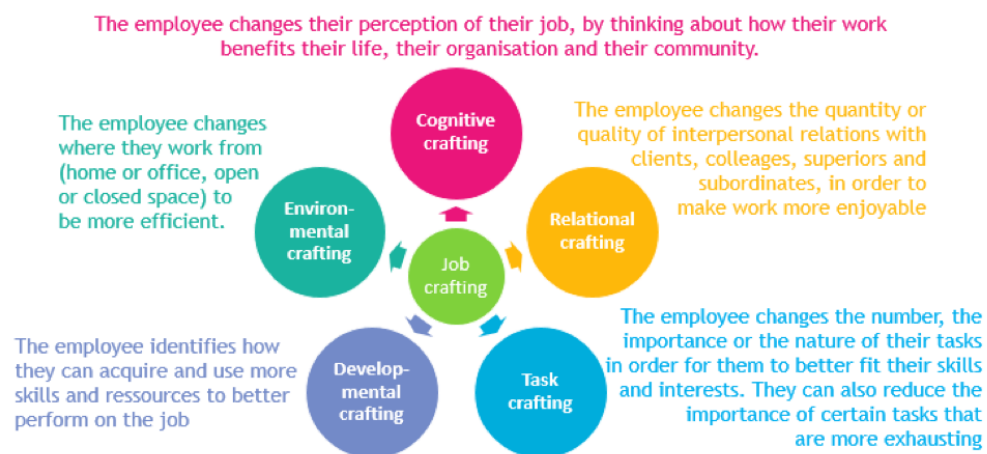 The employee changes their perception of their job, by thinking about how their work
benefits their life, their organisation and their community.
Cognitive
crafting
The employee changes
where they work from
(home or office, open
or closed space) to
be more efficient.
Environ-
mental
crafting
The employee changes the quantity or
quality of interpersonal relations with
clients, colleages, superiors and
subordinates, in order to
make work more enjoyable
Relational
crafting
Job
crafting
The employee identifies how
they can acquire and use more
skills and ressources to better
perform on the job
Develop-
mental
crafting
Task
crafting
The employee changes the number, the
importance or the nature of their tasks
in order for them to better fit their skills
and interests. They can also reduce the
importance of certain tasks that
are more exhausting